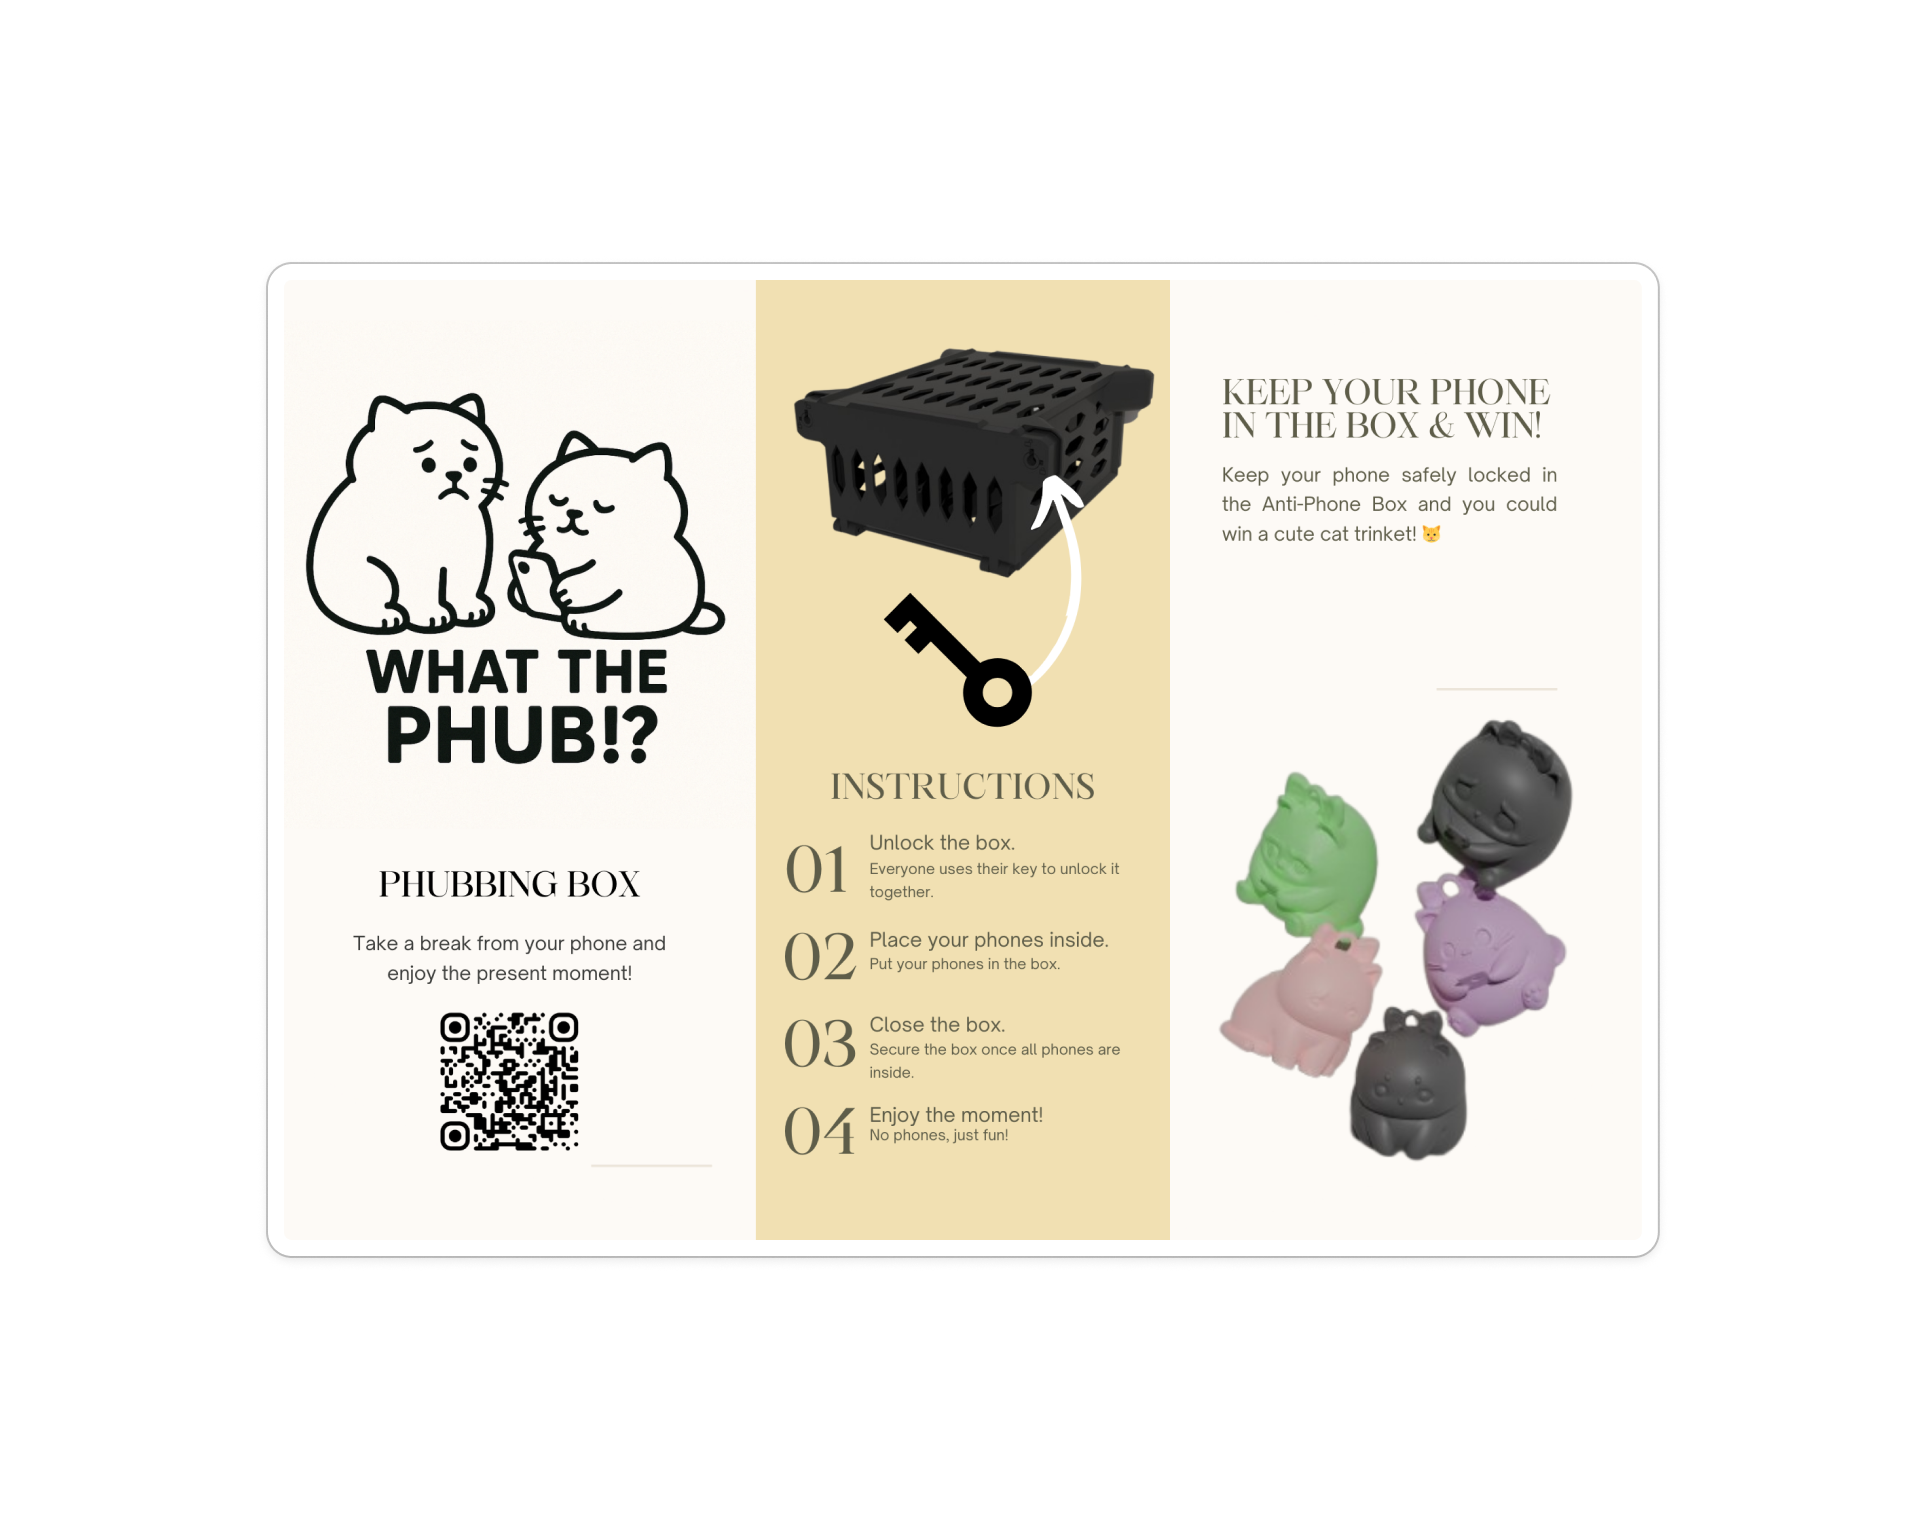 WHAT THE
PHUB!?
PHUBBING BOX
Take a break from your phone and
enjoy the present moment!
INSTRUCTIONS
01
Unlock the box.
Everyone uses their key to unlock it
together.
02
Place your phones inside.
Put your phones in the box.
03
Close the box.
Secure the box once all phones are
inside.
04
Enjoy the moment!
No phones, just fun!
KEEP YOUR PHONE
IN THE BOX & WIN!
Keep your phone safely locked in
the Anti-Phone Box and you could
win a cute cat trinket! 🐱